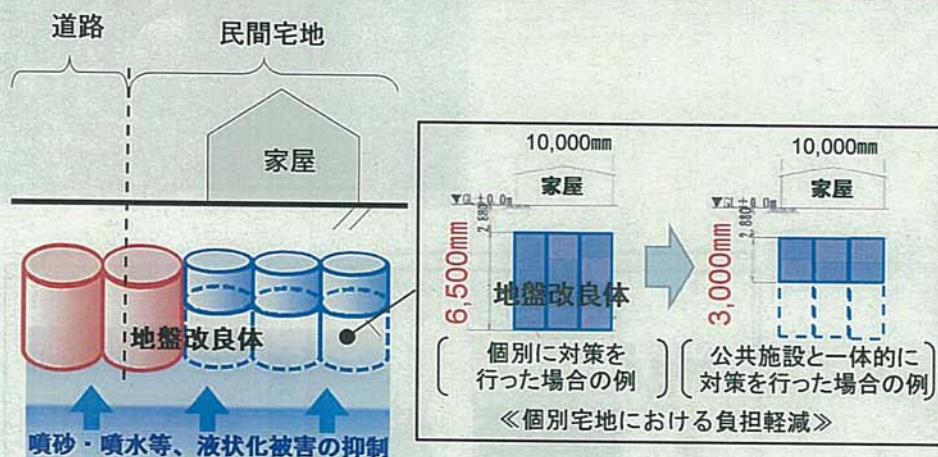 道路
民間宅地
家屋
地盤改良体
噴砂・噴水等、液状化被害の抑制
10,000mm
家屋
▼GL±0.0m
2,880
6,500mm
地盤改良体
個別に対策を
行った場合の例
10,000mm
家屋
▼GL±0.0m
2,880
3,000mm
公共施設と一体的に
対策を行った場合の例
≪個別宅地における負担軽減≫